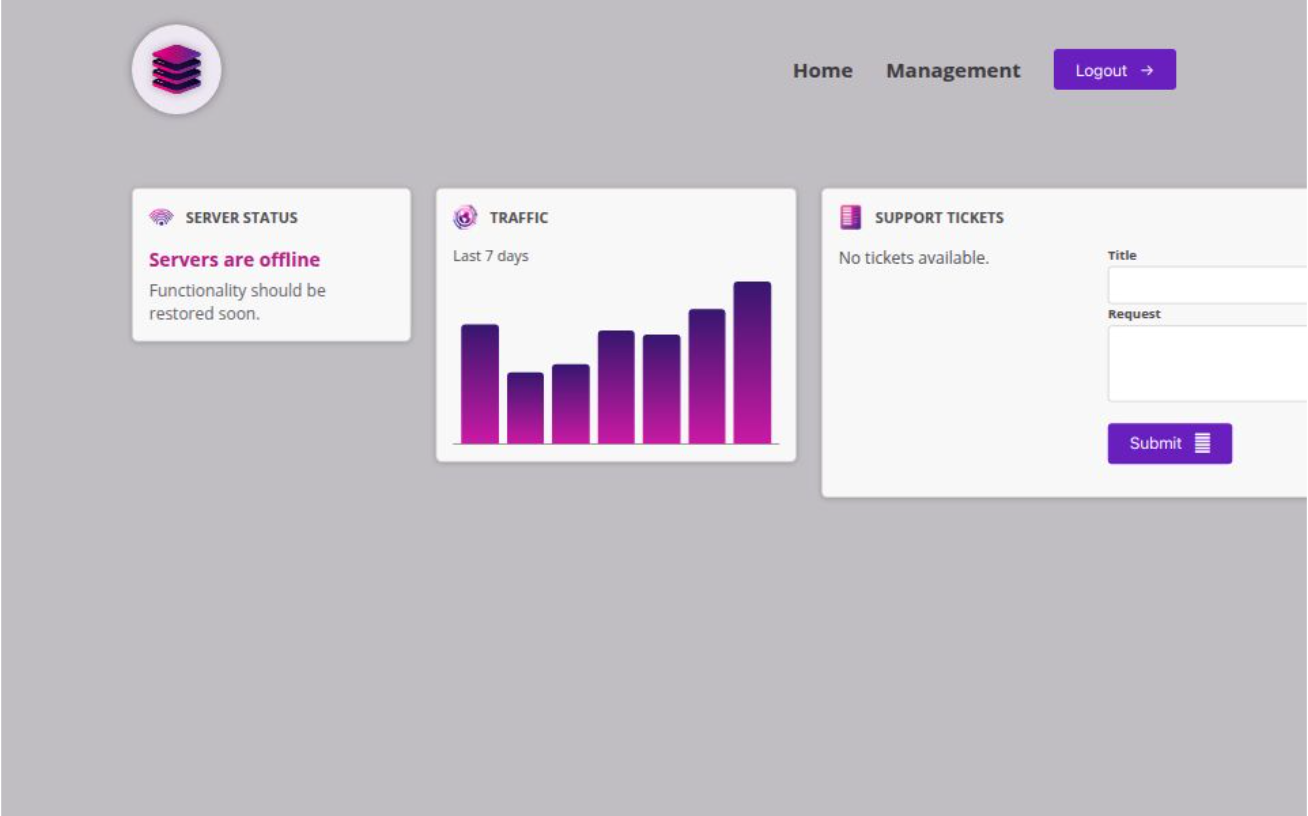 Home
Management
Logout →
SERVER STATUS
Servers are offline
Functionality should be
restored soon.
TRAFFIC
Last 7 days
SUPPORT TICKETS
No tickets available.
Title
Request
Submit